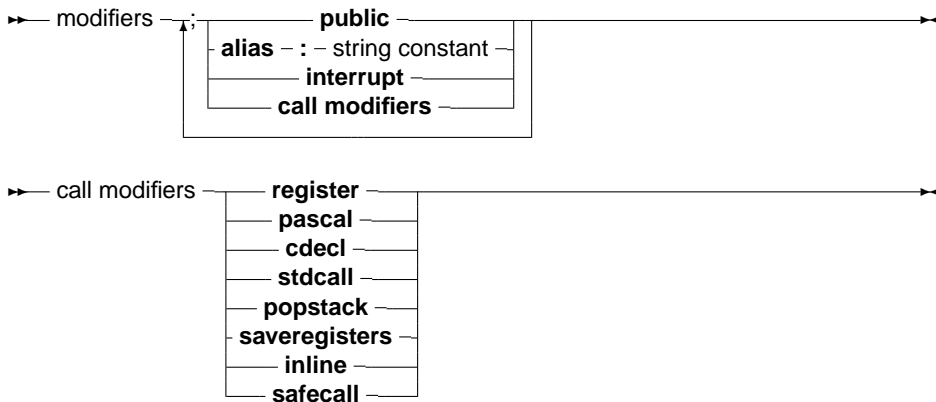 modifiers ; public
alias : string constant
interrupt
call modifiers
call modifiers register
pascal
cdecl
stdcall
popstack
saveregisters
inline
safecall